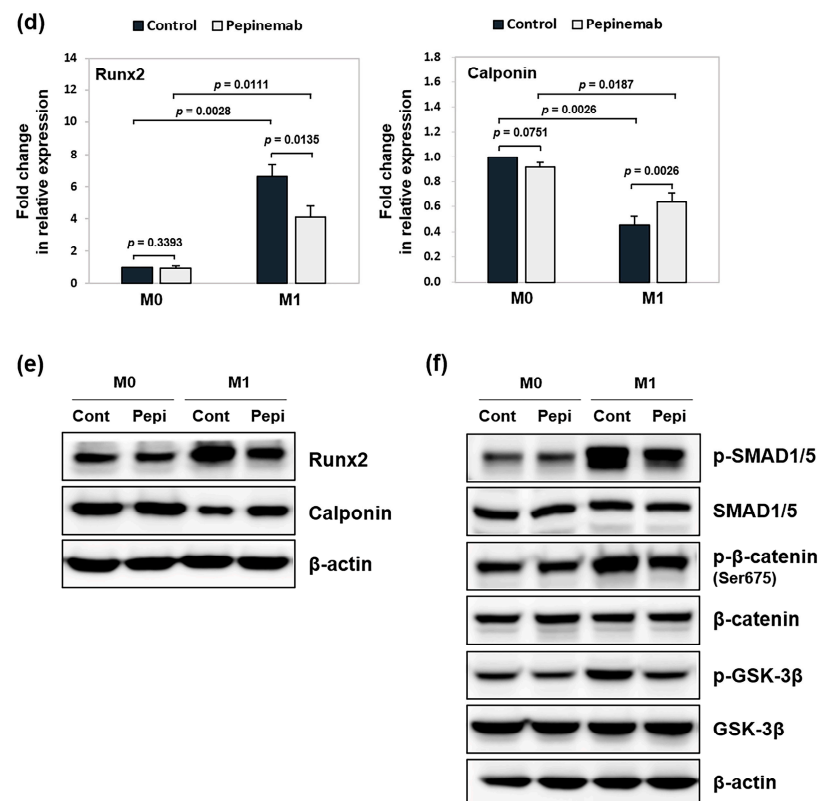 (d)
Control Pepinemab
Fold change
in relative expression
Runx2
14
12
10
8
6
4
2
0
p = 0.0111
p = 0.0028
p = 0.0135
p = 0.3393
M0 M1
Control Pepinemab
Fold change
in relative expression
Calponin
1.8
1.6
1.4
1.2
1.0
0.8
0.6
0.4
0.2
0.0
p = 0.0187
p = 0.0026
p = 0.0751
p = 0.0026
M0 M1
(e)
M0 M1
Cont Pepi Cont Pepi
Runx2
Calponin
β-actin
(f)
M0 M1
Cont Pepi Cont Pepi
p-SMAD1/5
SMAD1/5
p-β-catenin
(Ser675)
β-catenin
p-GSK-3β
GSK-3β
β-actin